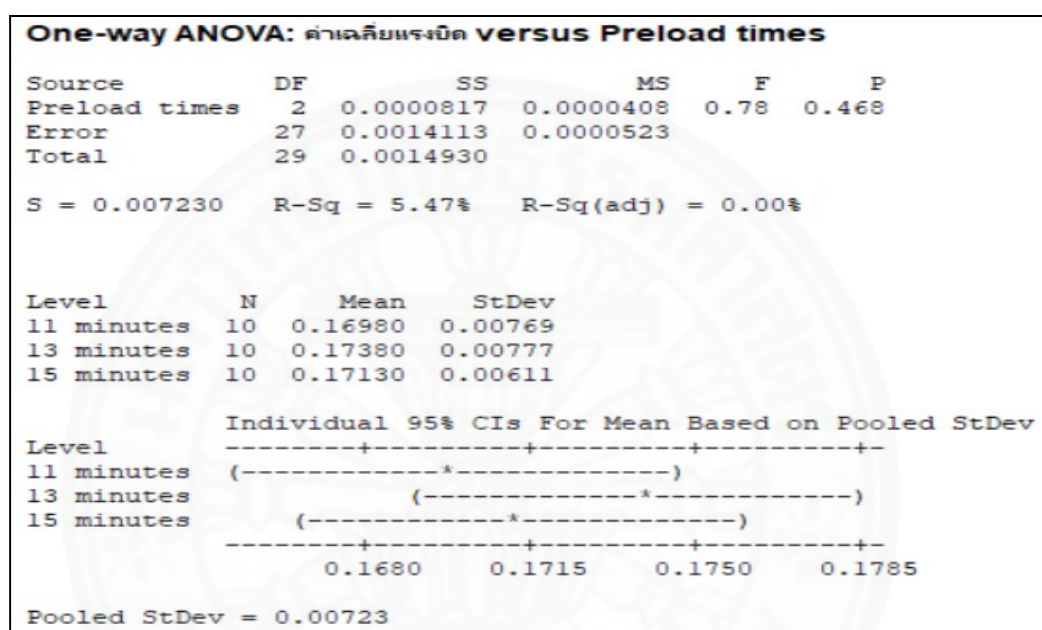 One-way ANOVA: ค่าเฉลี่ยแรงบิด versus Preload times
Source DF SS MS F P
Preload times 2 0.0000817 0.0000408 0.78 0.468
Error 27 0.0014113 0.0000523
Total 29 0.0014930
S = 0.007230 R-Sq = 5.47% R-Sq(adj) = 0.00%
Level N Mean StDev
11 minutes 10 0.16980 0.00769
13 minutes 10 0.17380 0.00777
15 minutes 10 0.17130 0.00611
Individual 95% CIs For Mean Based on Pooled StDev
Level --------+---------+---------+---------+-
11 minutes (------------*-------------)
13 minutes (-------------*------------)
15 minutes (------------*-------------)
--------+---------+---------+---------+-
0.1680 0.1715 0.1750 0.1785
Pooled StDev = 0.00723